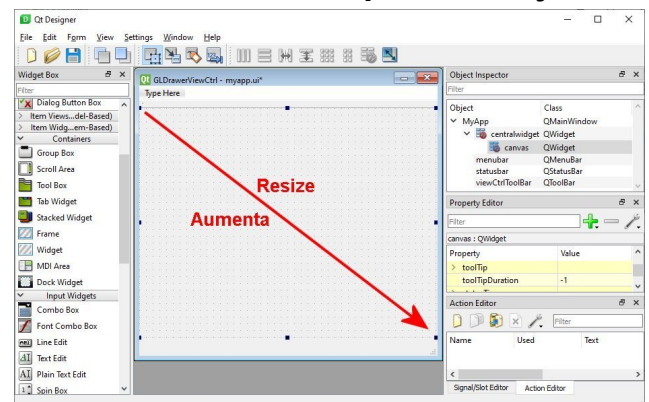 Qt Designer
File Edit Form View Settings Window Help
Widget Box
Filter
Dialog Button Box
Item Views...del-Based)
Item Widg...em-Based)
Containers
Group Box
Scroll Area
Tool Box
Tab Widget
Stacked Widget
Frame
Widget
MDI Area
Dock Widget
Input Widgets
Combo Box
Font Combo Box
Line Edit
Text Edit
Plain Text Edit
Spin Box
GLDrawerViewCtrl - myapp.ui*
Type Here
Resize
Aumenta
Object Inspector
Filter
Object Class
MyApp QMainWindow
centralwidget QWidget
canvas QWidget
menubar QMenuBar
statusbar QStatusBar
viewCtrlToolBar QToolBar
Property Editor
Filter
canvas : QWidget
Property Value
toolTip
toolTipDuration -1
Action Editor
Filter
Name Used Text
Signal/Slot Editor Action Editor